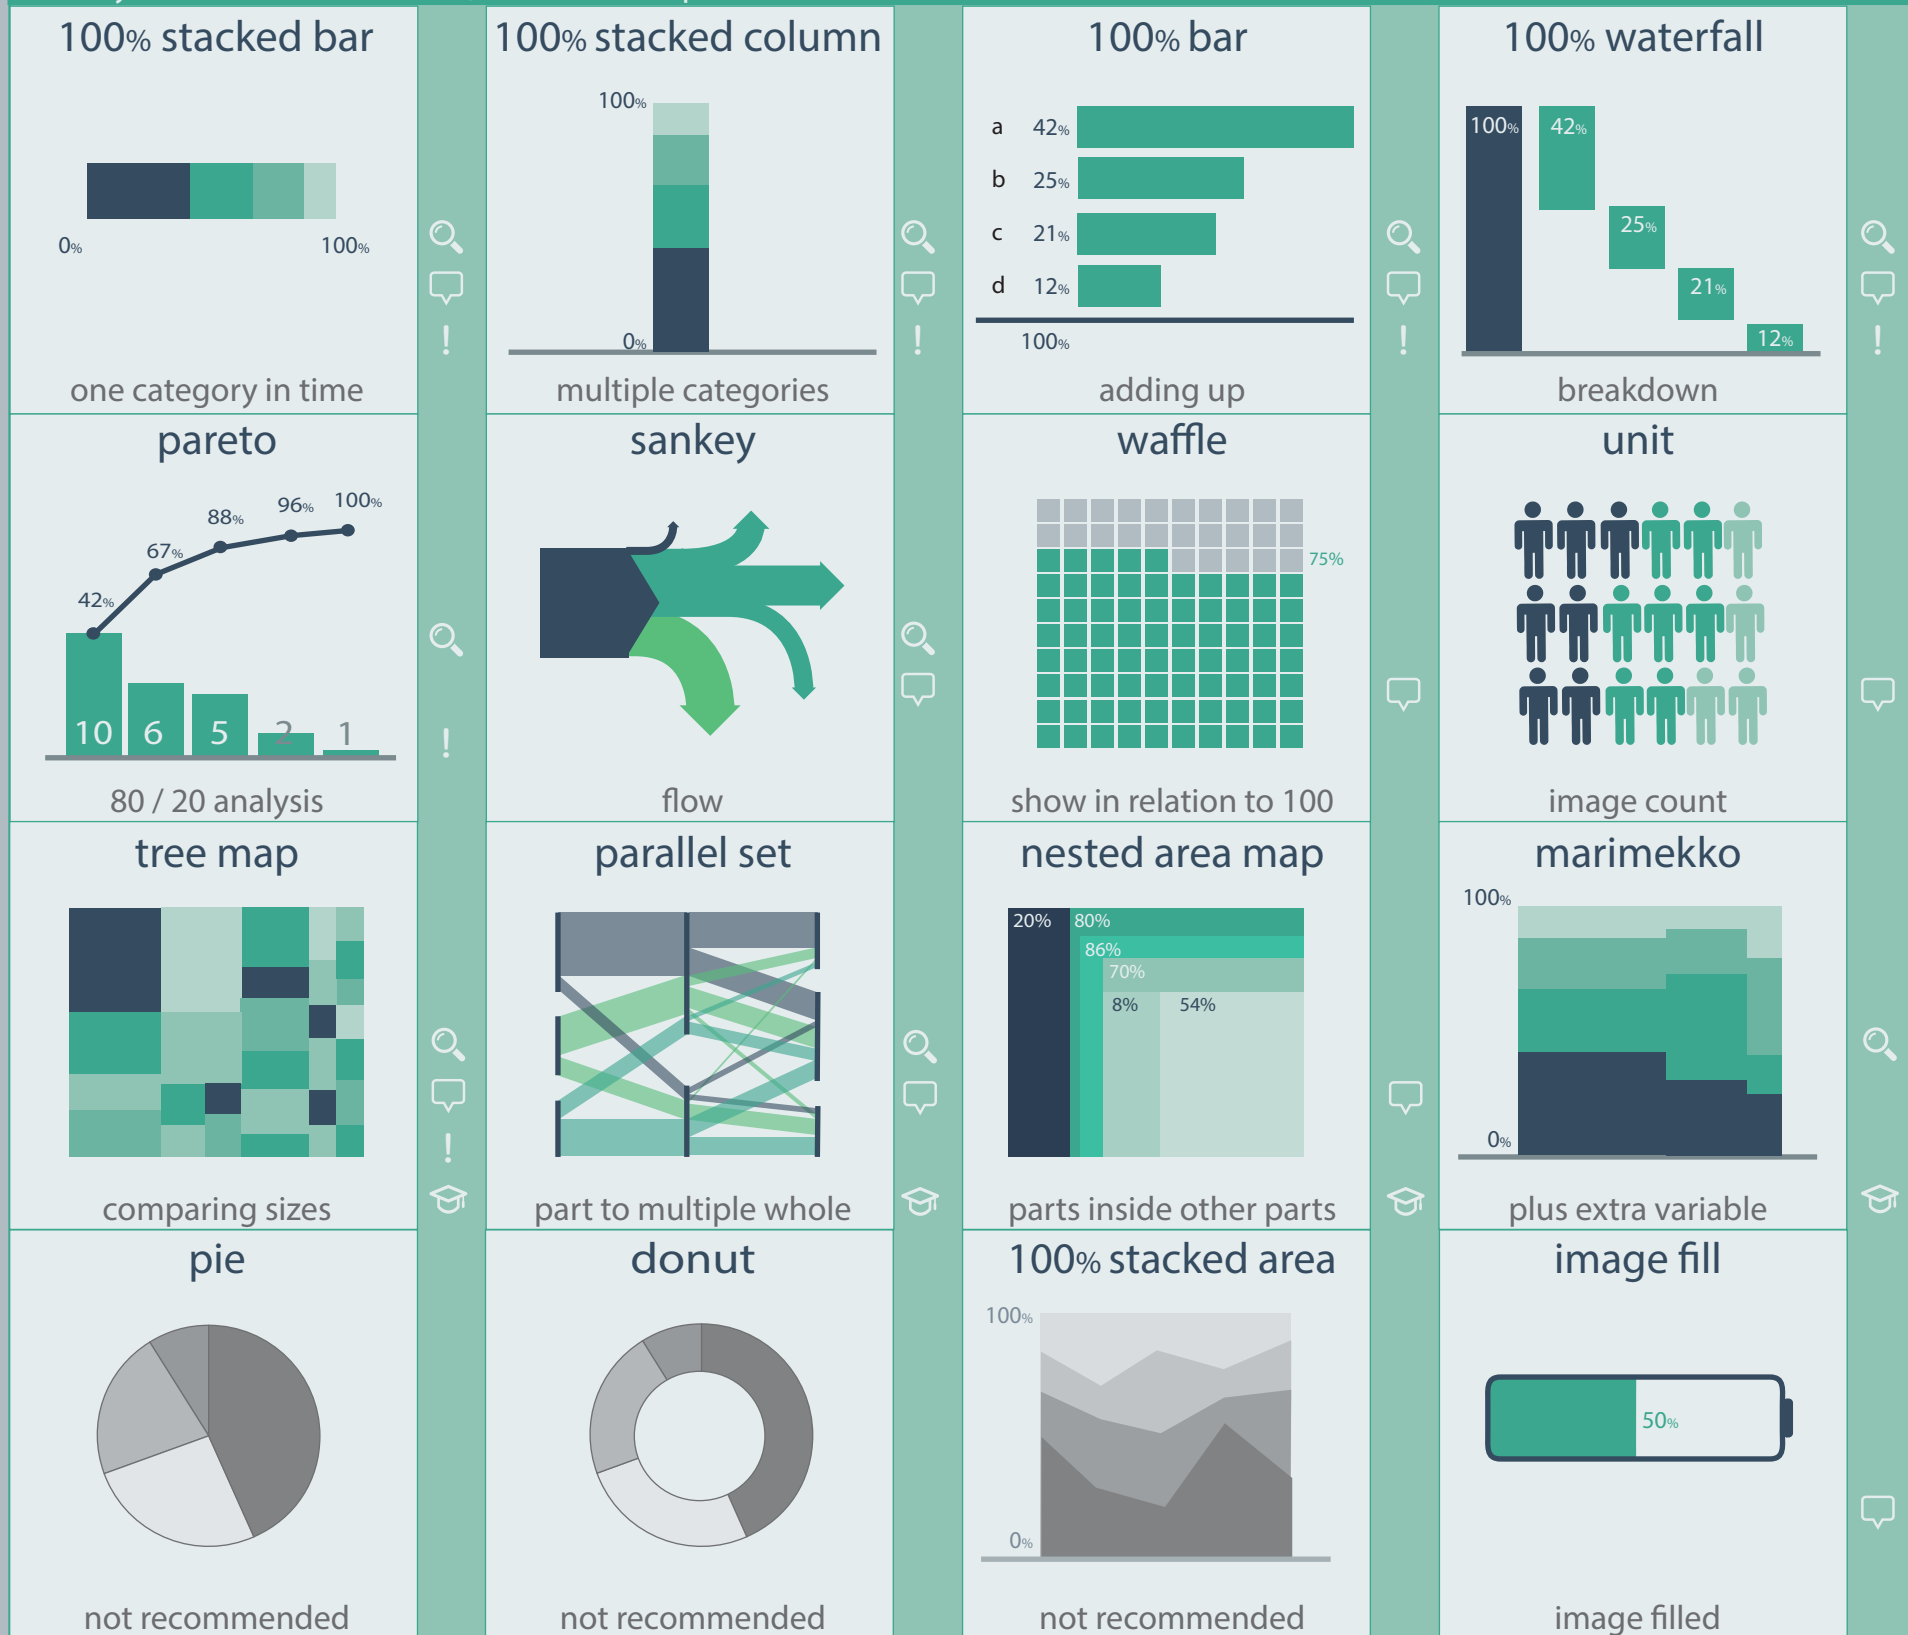 100% stacked bar
0%
100%
one category in time
100% stacked column
100%
0%
multiple categories
100% bar
a 42%
b 25%
c 21%
d 12%
100%
adding up
100% waterfall
100%
42%
25%
21%
12%
breakdown
pareto
42%
67%
88%
96%
100%
10
6
5
2
1
80 / 20 analysis
sankey
flow
waffle
75%
show in relation to 100
unit
image count
tree map
comparing sizes
parallel set
part to multiple whole
nested area map
20%
80%
86%
70%
8%
54%
parts inside other parts
marimekko
100%
0%
plus extra variable
pie
not recommended
donut
not recommended
100% stacked area
100%
0%
not recommended
image fill
50%
image filled